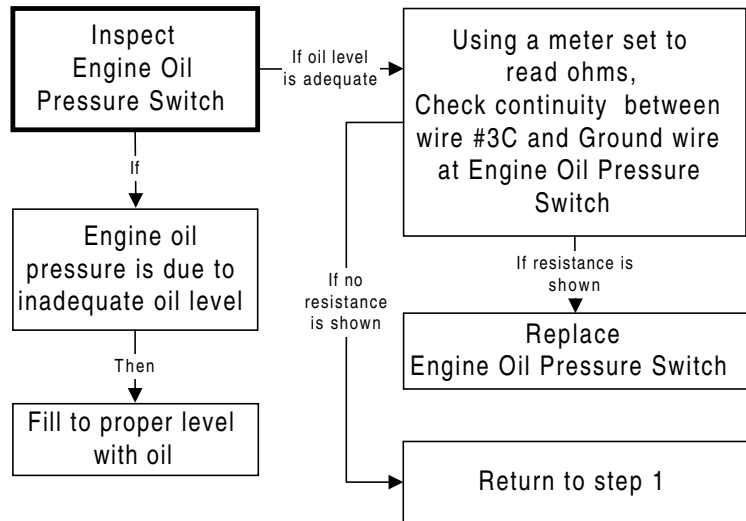 Inspect
Engine Oil
Pressure Switch
If oil level
is adequate
Using a meter set to
read ohms,
Check continuity between
wire #3C and Ground wire
at Engine Oil Pressure
Switch
If
Engine oil
pressure is due to
inadequate oil level
Then
Fill to proper level
with oil
If no
resistance
is shown
If resistance is
shown
Replace
Engine Oil Pressure Switch
Return to step 1